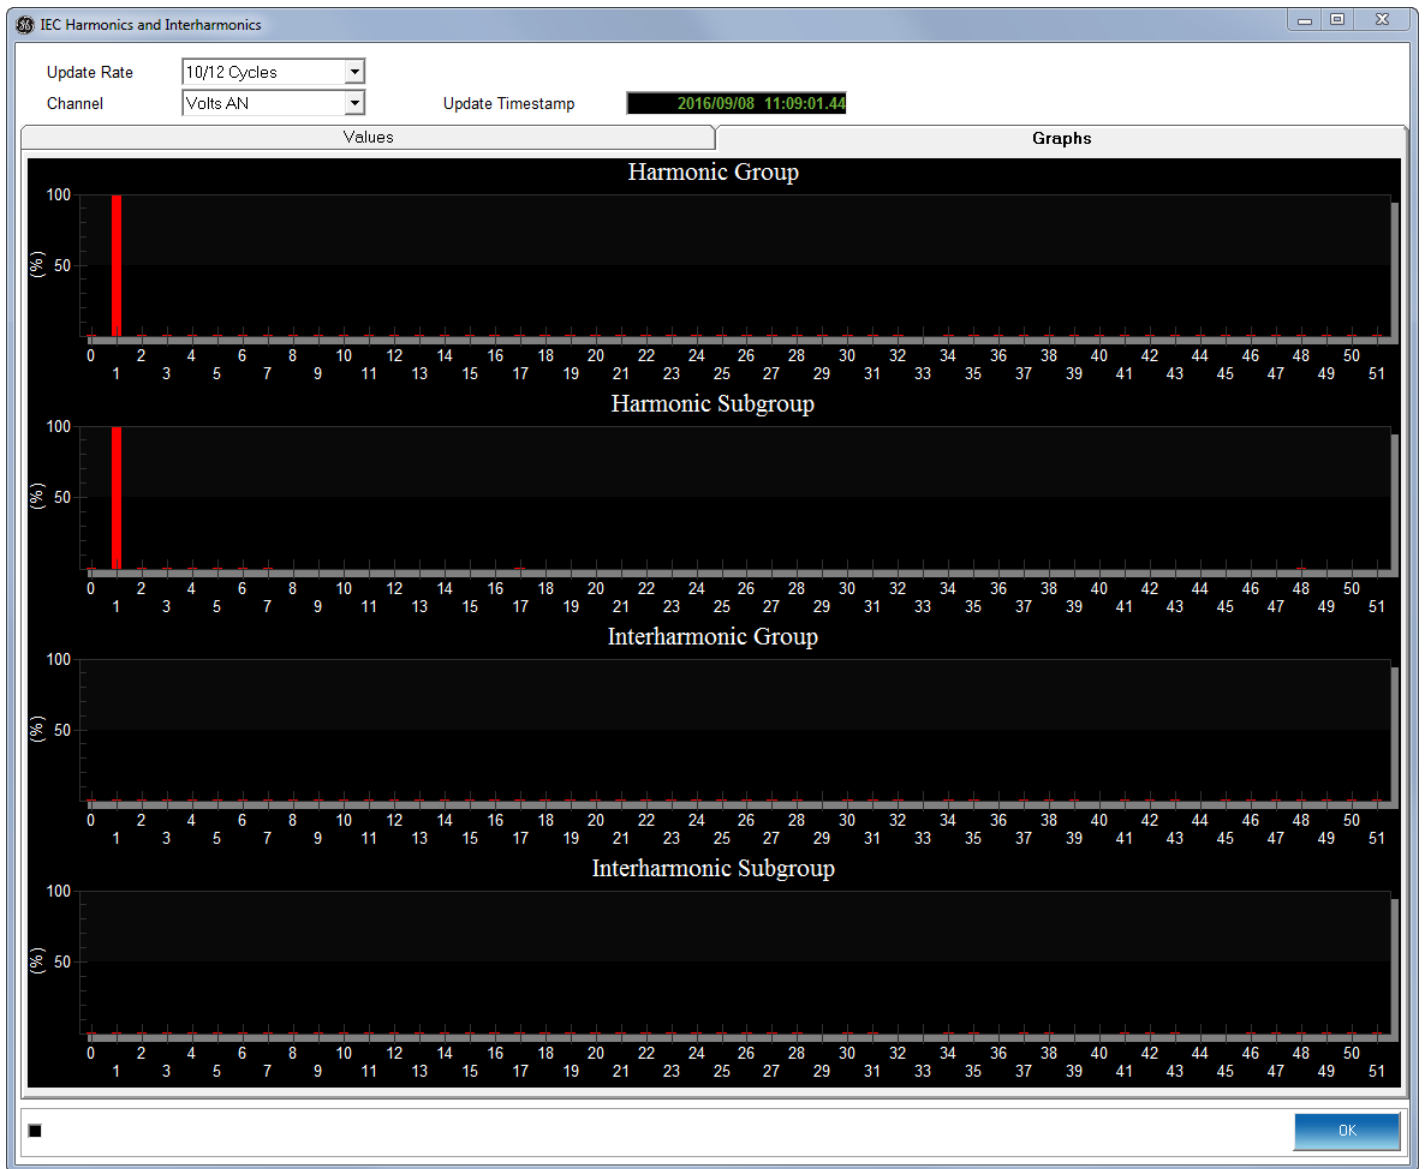 IEC Harmonics and Interharmonics
Update Rate 10/12 Cycles
Channel Volts AN Update Timestamp 2016/09/08 11:09:01.44
Values Graphs
Harmonic Group
100
50
(%)
0 2 4 6 8 10 12 14 16 18 20 22 24 26 28 30 32 34 36 38 40 42 44 46 48 50
1 3 5 7 9 11 13 15 17 19 21 23 25 27 29 31 33 35 37 39 41 43 45 47 49 51
Harmonic Subgroup
100
50
(%)
0 2 4 6 8 10 12 14 16 18 20 22 24 26 28 30 32 34 36 38 40 42 44 46 48 50
1 3 5 7 9 11 13 15 17 19 21 23 25 27 29 31 33 35 37 39 41 43 45 47 49 51
Interharmonic Group
100
50
(%)
0 2 4 6 8 10 12 14 16 18 20 22 24 26 28 30 32 34 36 38 40 42 44 46 48 50
1 3 5 7 9 11 13 15 17 19 21 23 25 27 29 31 33 35 37 39 41 43 45 47 49 51
Interharmonic Subgroup
100
50
(%)
0 2 4 6 8 10 12 14 16 18 20 22 24 26 28 30 32 34 36 38 40 42 44 46 48 50
1 3 5 7 9 11 13 15 17 19 21 23 25 27 29 31 33 35 37 39 41 43 45 47 49 51
OK